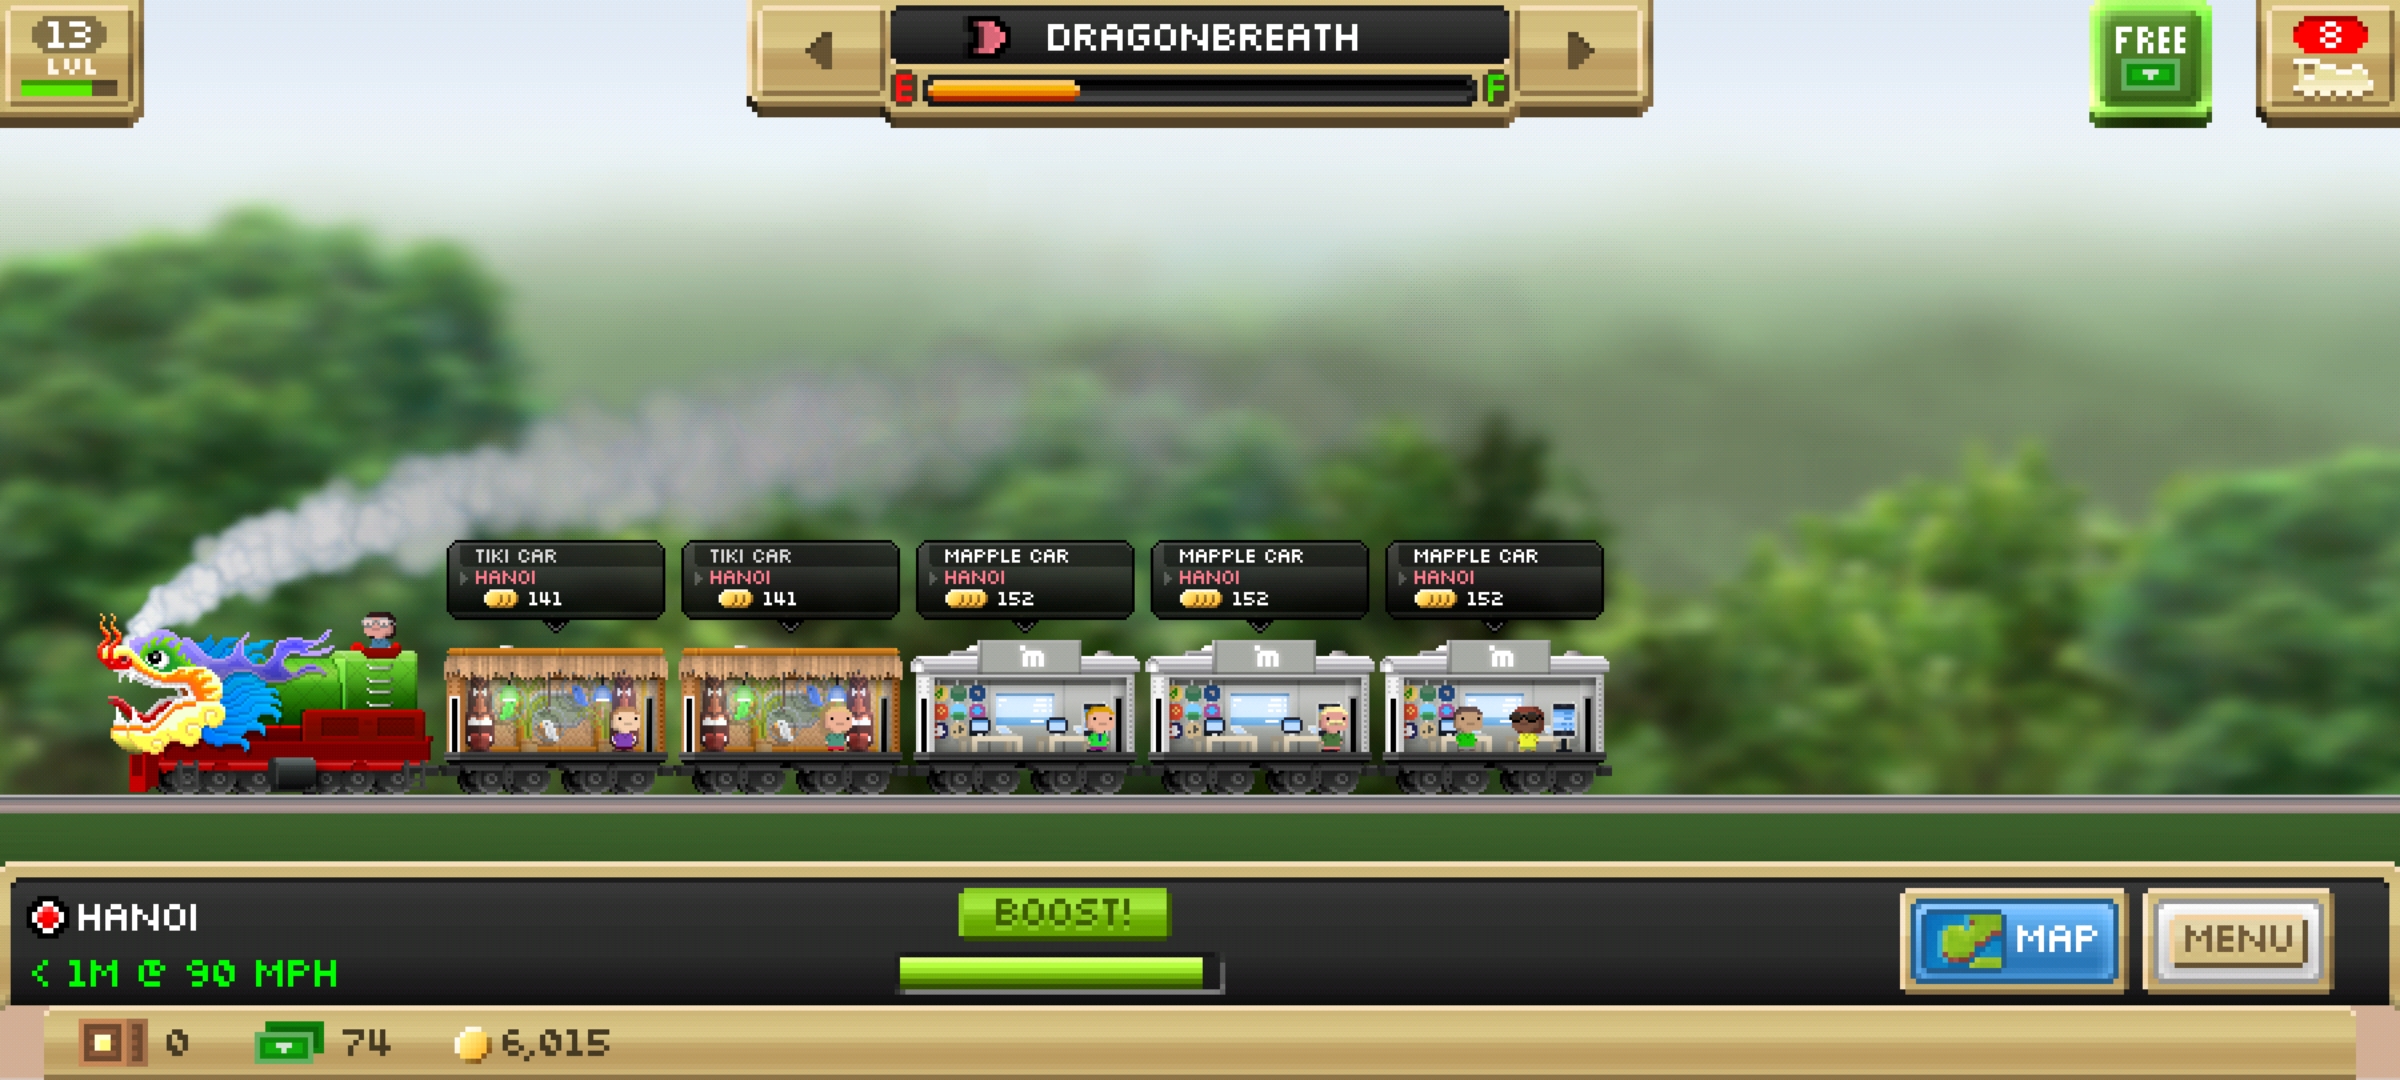 13
LVL
DRAGONBREATH
E F
FREE
8
TIKI CAR
HANOI
141
TIKI CAR
HANOI
141
MAPPLE CAR
HANOI
152
MAPPLE CAR
HANOI
152
MAPPLE CAR
HANOI
152
m
m
m
HANOI
< 1M @ 90 MPH
BOOST!
MAP
MENU
0
74
6,015